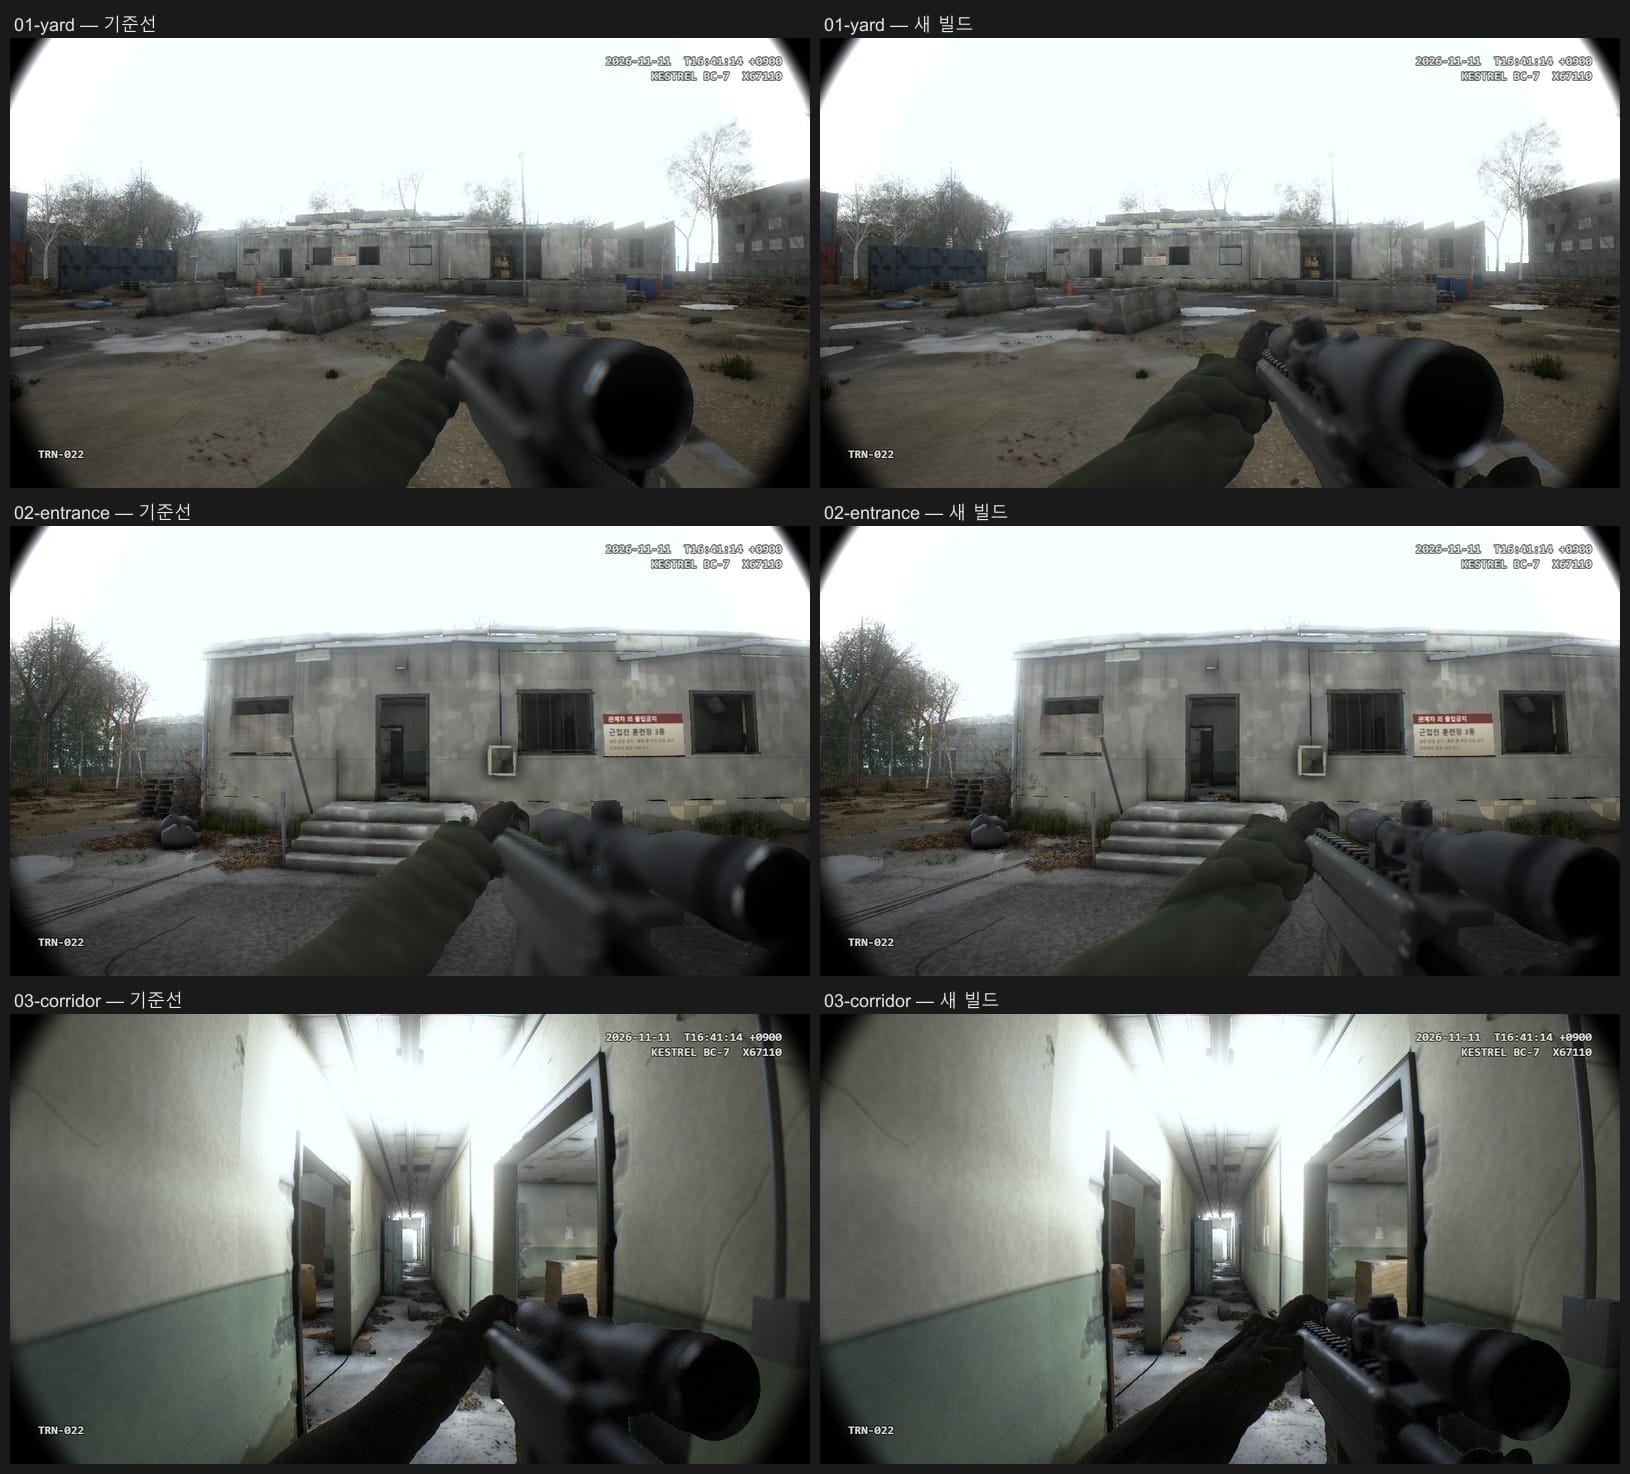 01-yard — 기준선
01-yard — 새 빌드
2026-11-11 T16:41:14 +0900
KESTREL BC-7 X67110
2026-11-11 T16:41:14 +0900
KESTREL BC-7 X67110
TRN-022
TRN-022
02-entrance — 기준선
02-entrance — 새 빌드
2026-11-11 T16:41:14 +0900
KESTREL BC-7 X67110
2026-11-11 T16:41:14 +0900
KESTREL BC-7 X67110
관계자 외 출입금지
근접전 훈련장 3동
관계자 외 출입금지
근접전 훈련장 3동
TRN-022
TRN-022
03-corridor — 기준선
03-corridor — 새 빌드
2026-11-11 T16:41:14 +0900
KESTREL BC-7 X67110
2026-11-11 T16:41:14 +0900
KESTREL BC-7 X67110
TRN-022
TRN-022